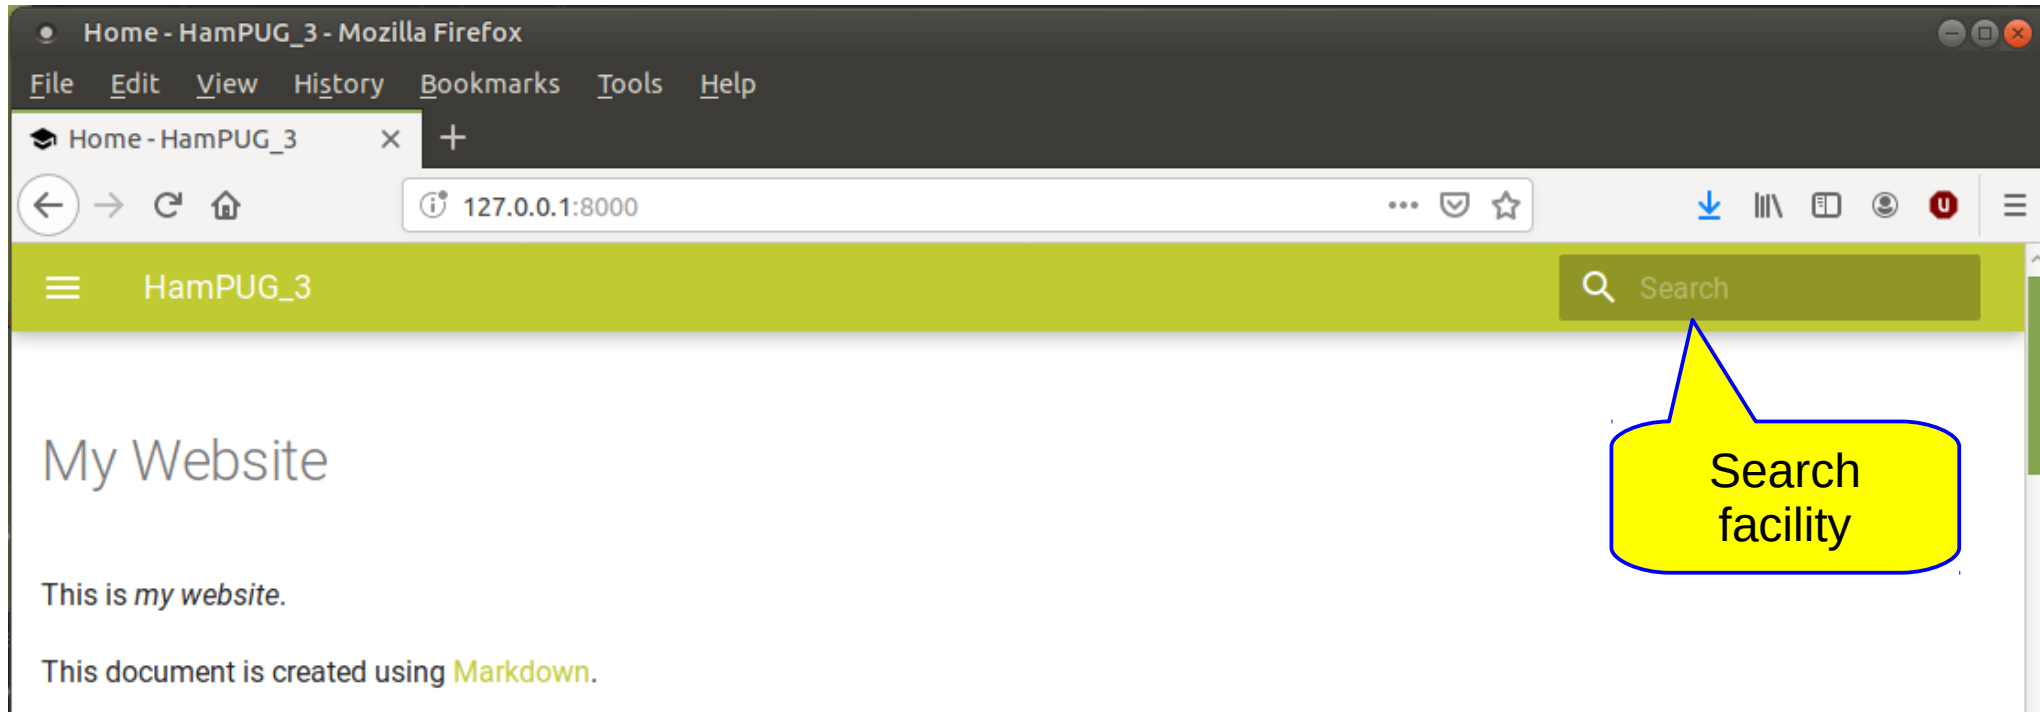 Home - HamPUG_3 - Mozilla Firefox
File Edit View History Bookmarks Tools Help
Home - HamPUG_3
127.0.0.1:8000
HamPUG_3
Search
My Website
Search
facility
This is my website.
This document is created using Markdown.